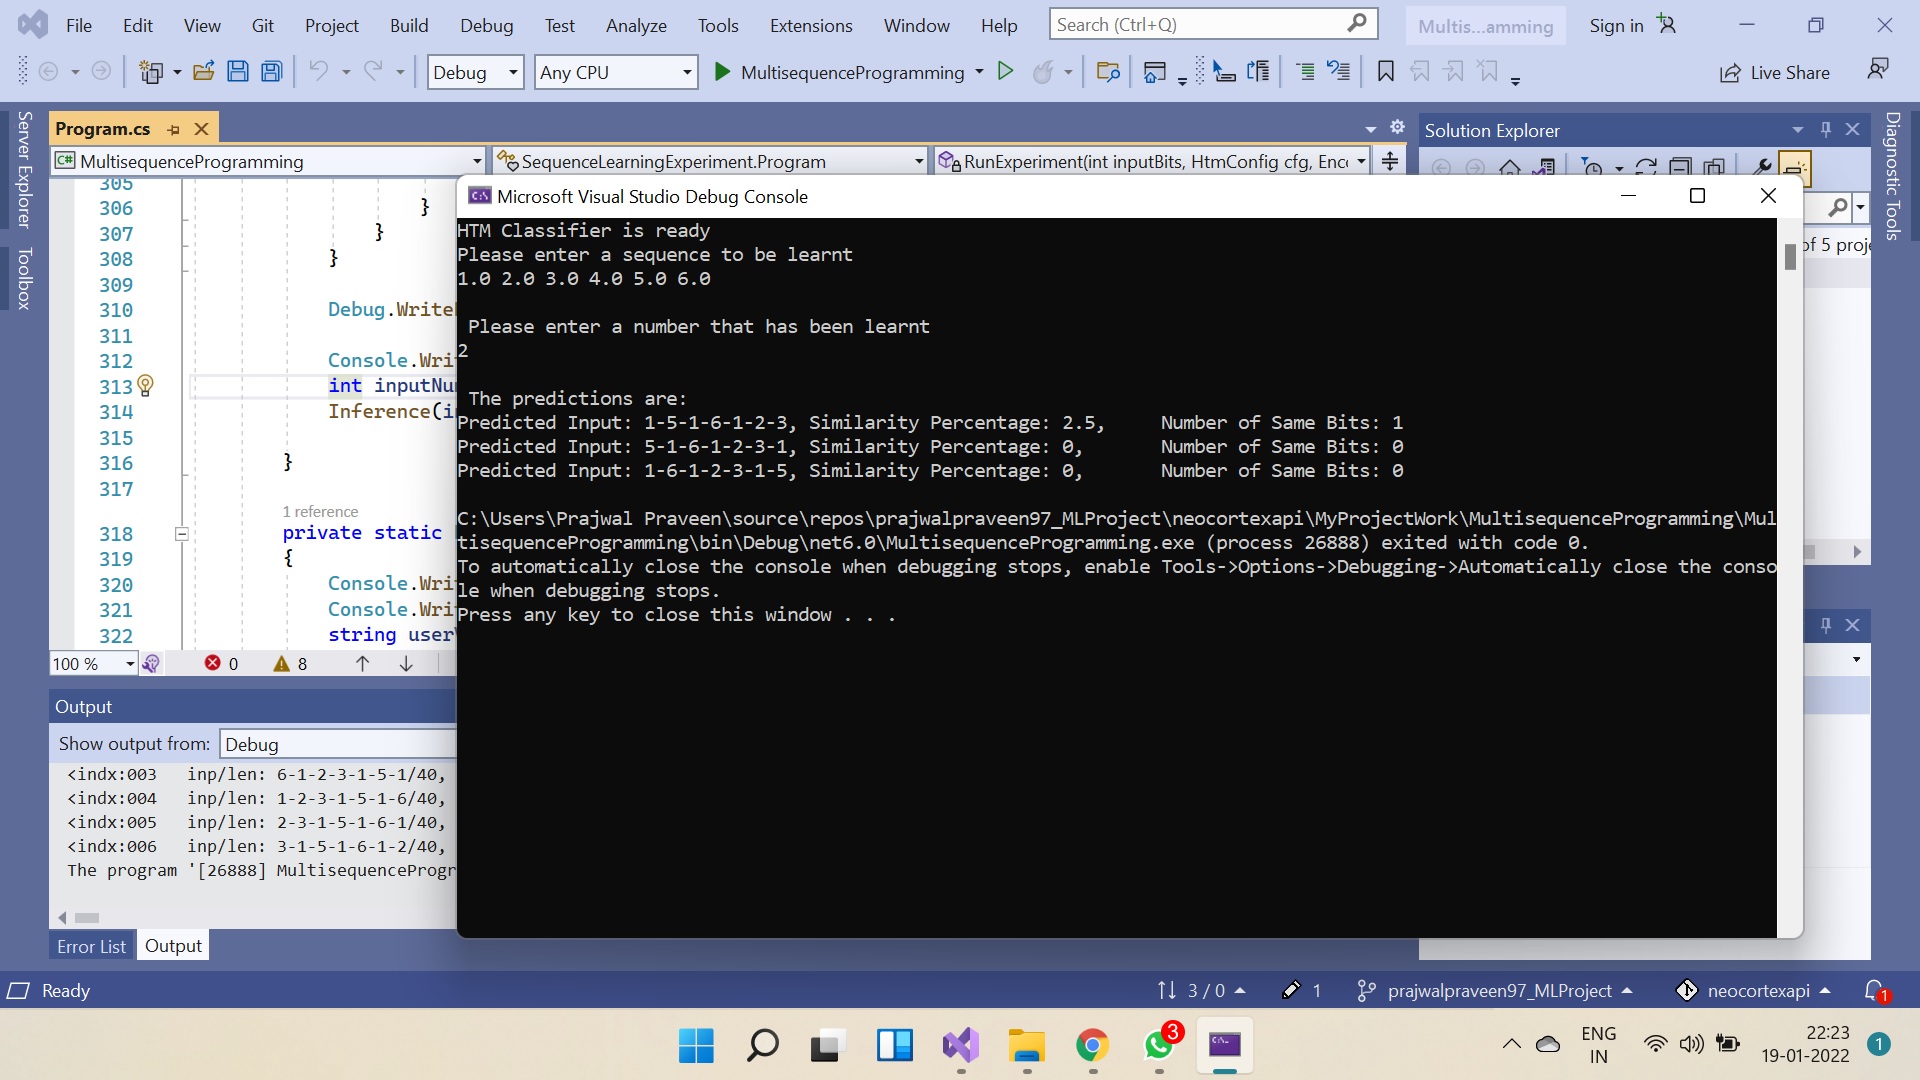 File Edit View Git Project Build Debug Test Analyze Tools Extensions Window Help Search (Ctrl+Q) Multis...amming Sign in
Debug Any CPU MultisequenceProgramming Live Share
Server Explorer
Toolbox
Program.cs
MultisequenceProgramming SequenceLearningExperiment.Program RunExperiment(int inputBits, HtmConfig cfg,
305
306 }
307 }
308 }
309
310 Debug.Write
311
312 Console.Wri
313 int inputNu
314 Inference(i
315
316 }
317
1 reference
318 private static
319 {
320 Console.Wri
321 Console.Wri
322 string user
100 % 0 8
Solution Explorer
Diagnostic Tools
of 5 proje
Microsoft Visual Studio Debug Console
HTM Classifier is ready
Please enter a sequence to be learnt
1.0 2.0 3.0 4.0 5.0 6.0
Please enter a number that has been learnt
2
The predictions are:
Predicted Input: 1-5-1-6-1-2-3, Similarity Percentage: 2.5, Number of Same Bits: 1
Predicted Input: 5-1-6-1-2-3-1, Similarity Percentage: 0, Number of Same Bits: 0
Predicted Input: 1-6-1-2-3-1-5, Similarity Percentage: 0, Number of Same Bits: 0
C:\Users\Prajwal Praveen\source\repos\prajwalpraveen97_MLProject\neocortexapi\MyProjectWork\MultisequenceProgramming\Mul
tisequenceProgramming\bin\Debug\net6.0\MultisequenceProgramming.exe (process 26888) exited with code 0.
To automatically close the console when debugging stops, enable Tools->Options->Debugging->Automatically close the conso
le when debugging stops.
Press any key to close this window . . .
Output
Show output from: Debug
<indx:003 inp/len: 6-1-2-3-1-5-1/40,
<indx:004 inp/len: 1-2-3-1-5-1-6/40,
<indx:005 inp/len: 2-3-1-5-1-6-1/40,
<indx:006 inp/len: 3-1-5-1-6-1-2/40,
The program '[26888] MultisequenceProgr
Error List Output
Ready 3 / 0 1 prajwalpraveen97_MLProject neocortexapi 1
3 ENG 22:23
IN 19-01-2022 1